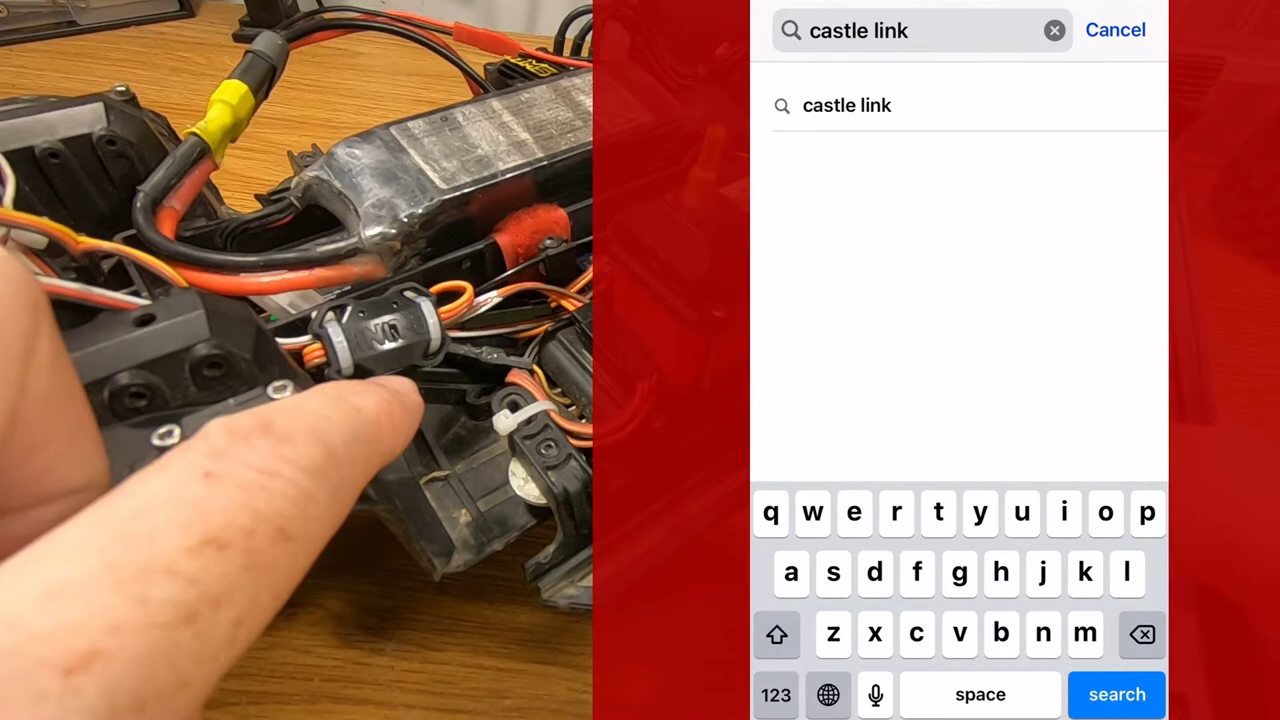 castle link
Cancel
castle link
q w e r t y u i o p
a s d f g h j k l
z x c v b n m
123
space
search